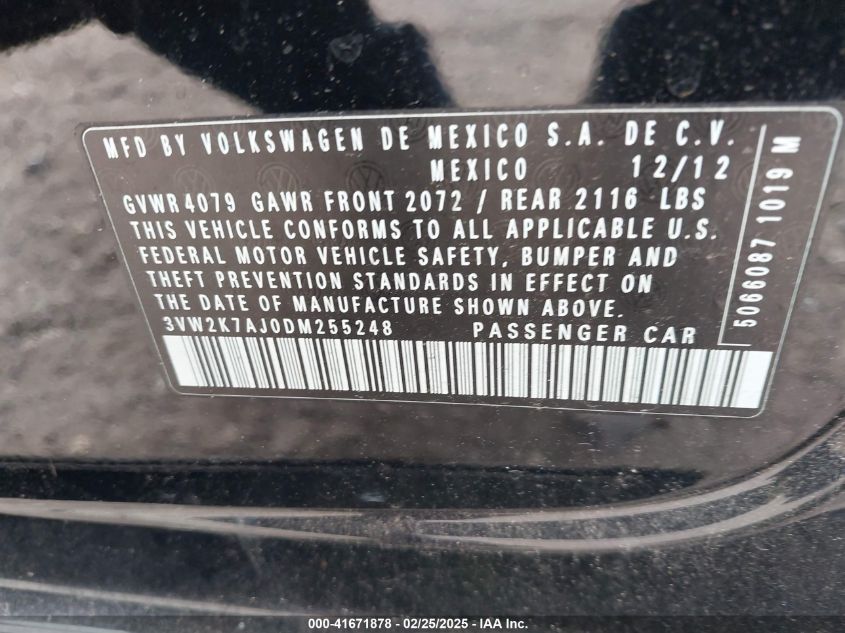 MFD BY VOLKSWAGEN DE MEXICO S.A. DE C.V.
MEXICO 12/12
GVWR 4079 GAWR FRONT 2072 / REAR 2116 LBS
THIS VEHICLE CONFORMS TO ALL APPLICABLE U.S.
FEDERAL MOTOR VEHICLE SAFETY, BUMPER AND
THEFT PREVENTION STANDARDS IN EFFECT ON
THE DATE OF MANUFACTURE SHOWN ABOVE.
3VW2K7AJ0DM255248 PASSENGER CAR
5066087 1019 M
000-41671878 - 02/25/2025 - IAA Inc.